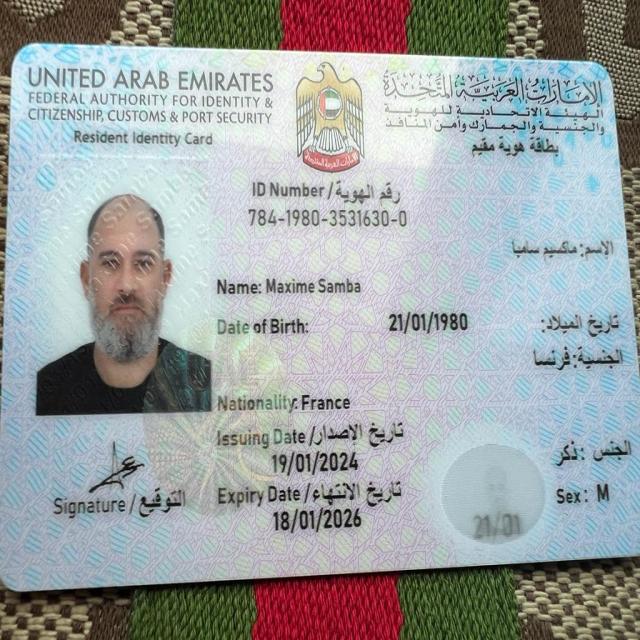 UNITED ARAB EMIRATES
FEDERAL AUTHORITY FOR IDENTITY &
CITIZENSHIP, CUSTOMS & PORT SECURITY
Resident Identity Card
الإمارات العربية المتحدة
الهيئة الاتحادية للهوية
والجنسية والجمارك وأمن المنافذ
بطاقة هوية مقيم
ID Number / رقم الهوية
784-1980-3531630-0
الإسم: ماكسيم سامبا
Name: Maxime Samba
Date of Birth: 21/01/1980 تاريخ الميلاد:
الجنسية: فرنسا
Nationality: France
Issuing Date / تاريخ الإصدار
19/01/2024
Expiry Date / تاريخ الانتهاء
18/01/2026
الجنس: ذكر
Sex: M
Signature / التوقيع
21/01